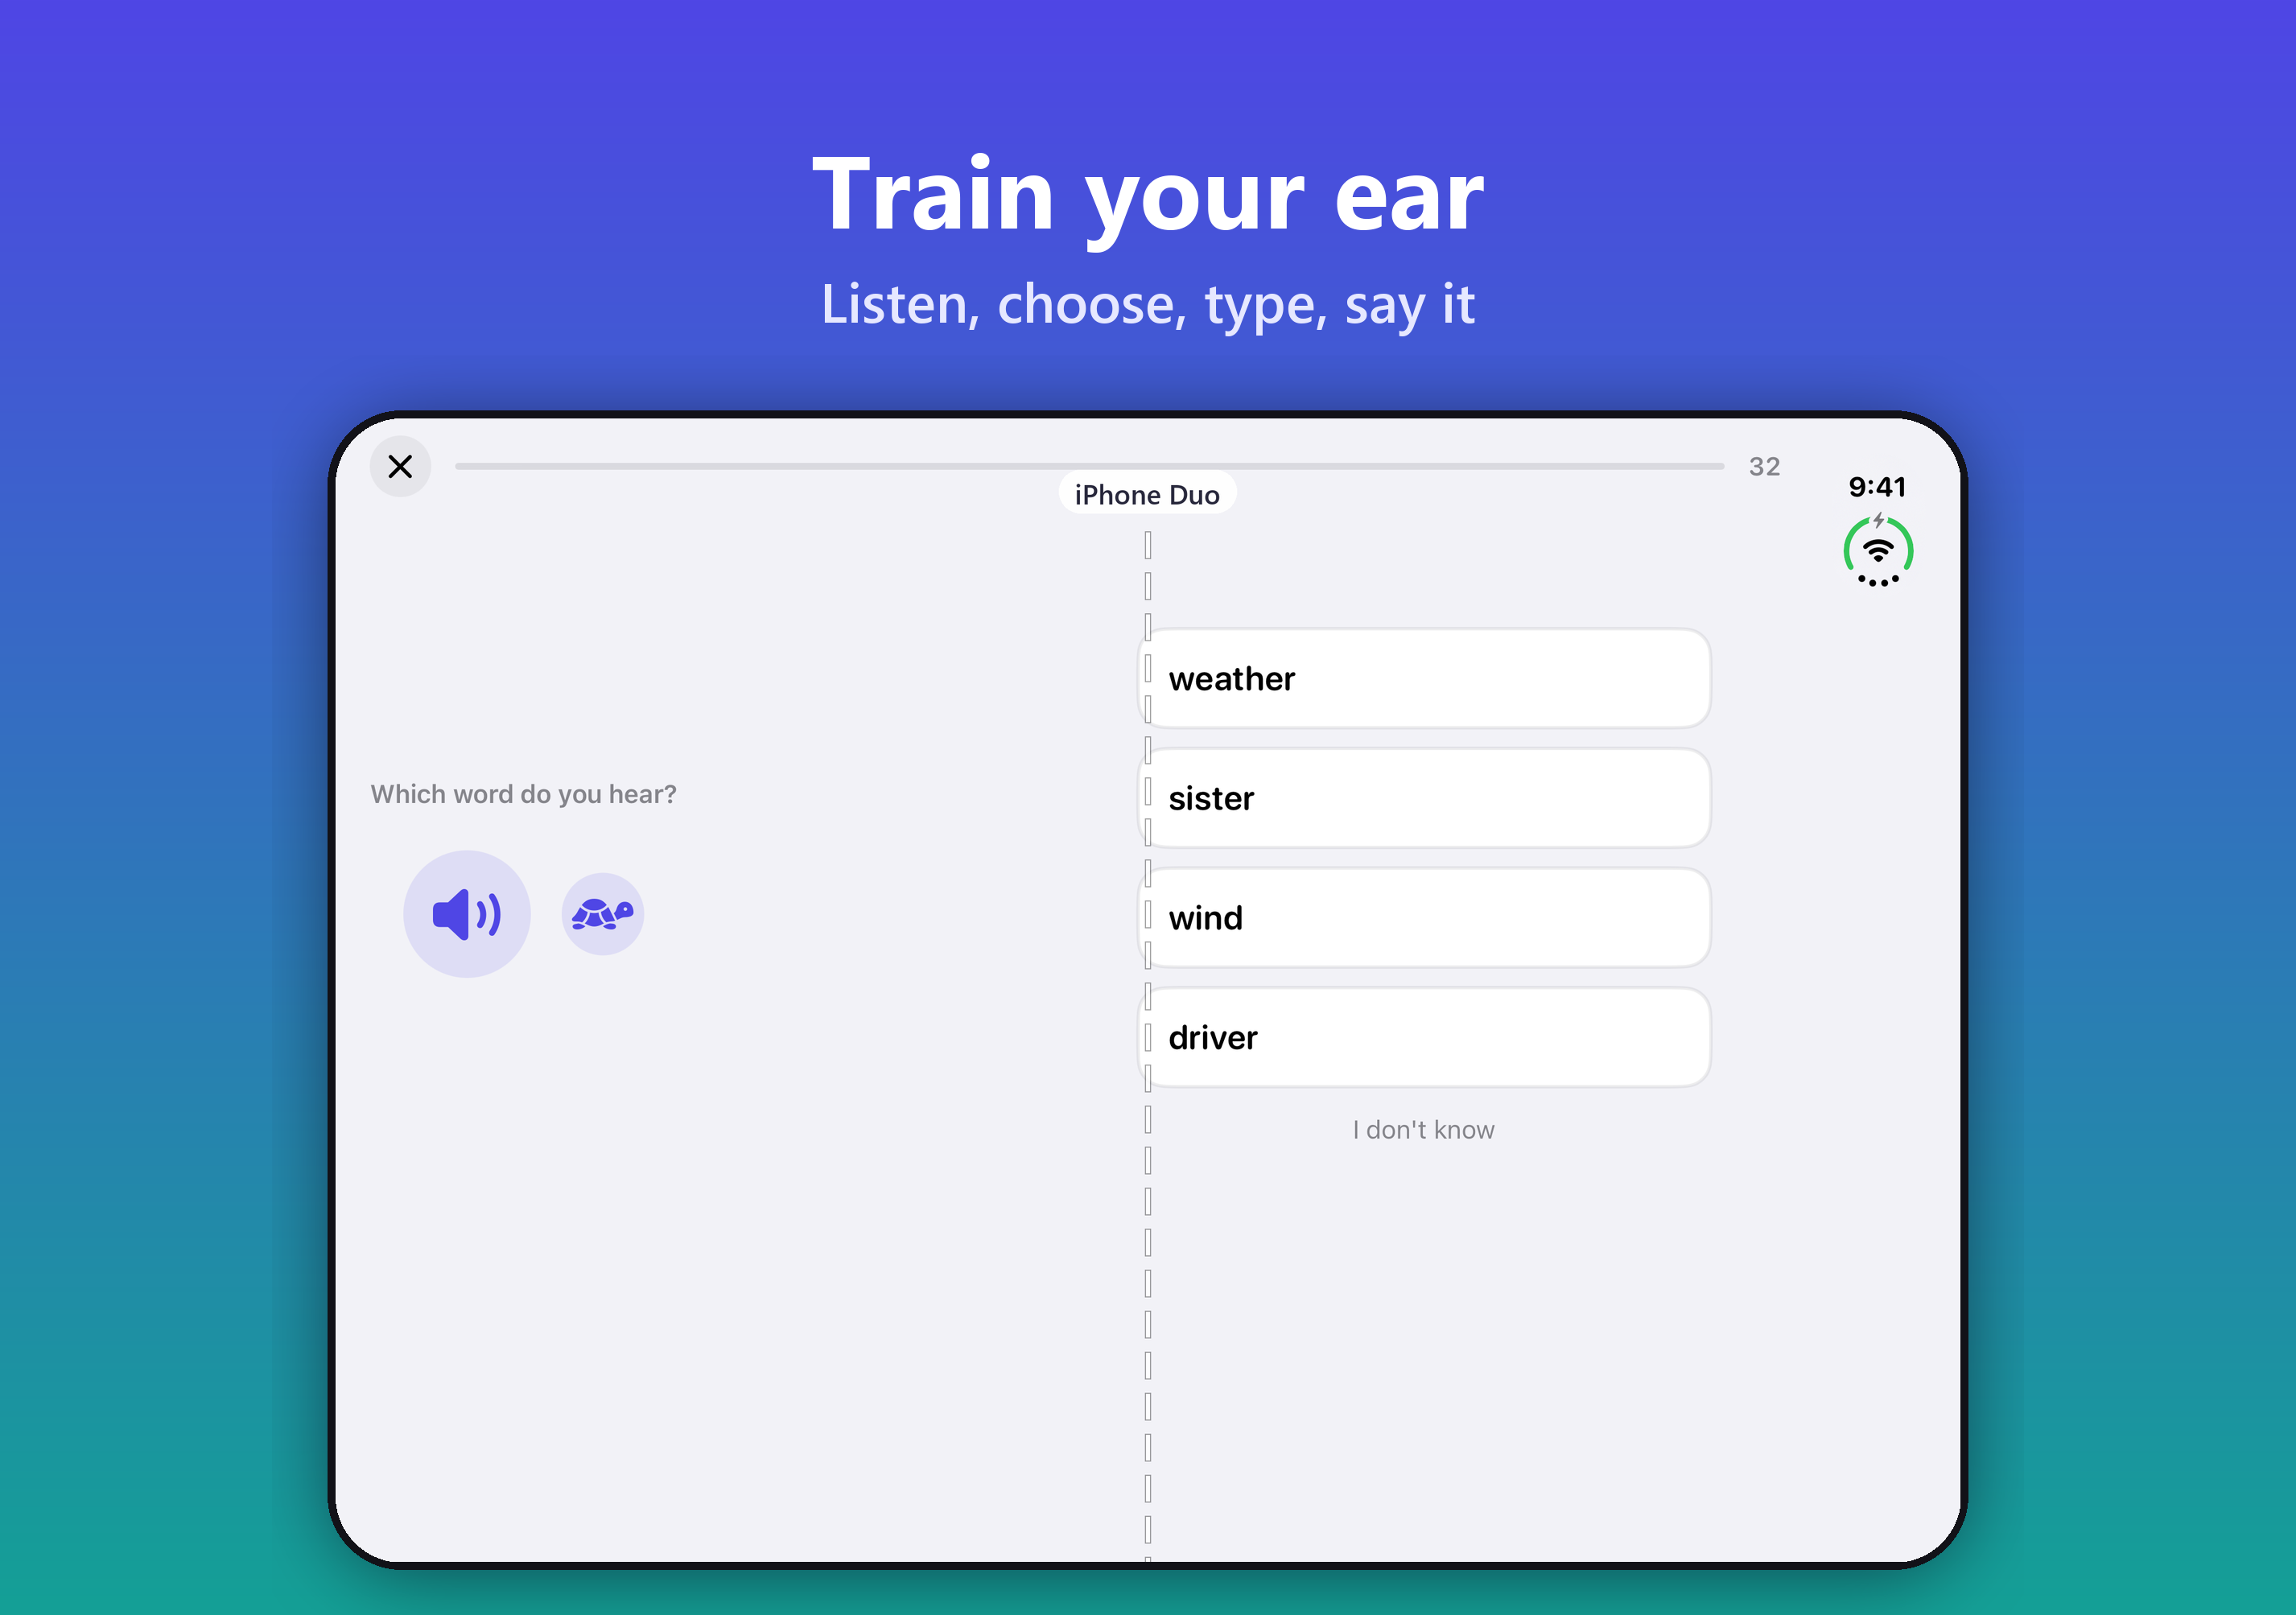 Train your ear
Listen, choose, type, say it
32
iPhone Duo
9:41
weather
sister
Which word do you hear?
wind
driver
I don't know